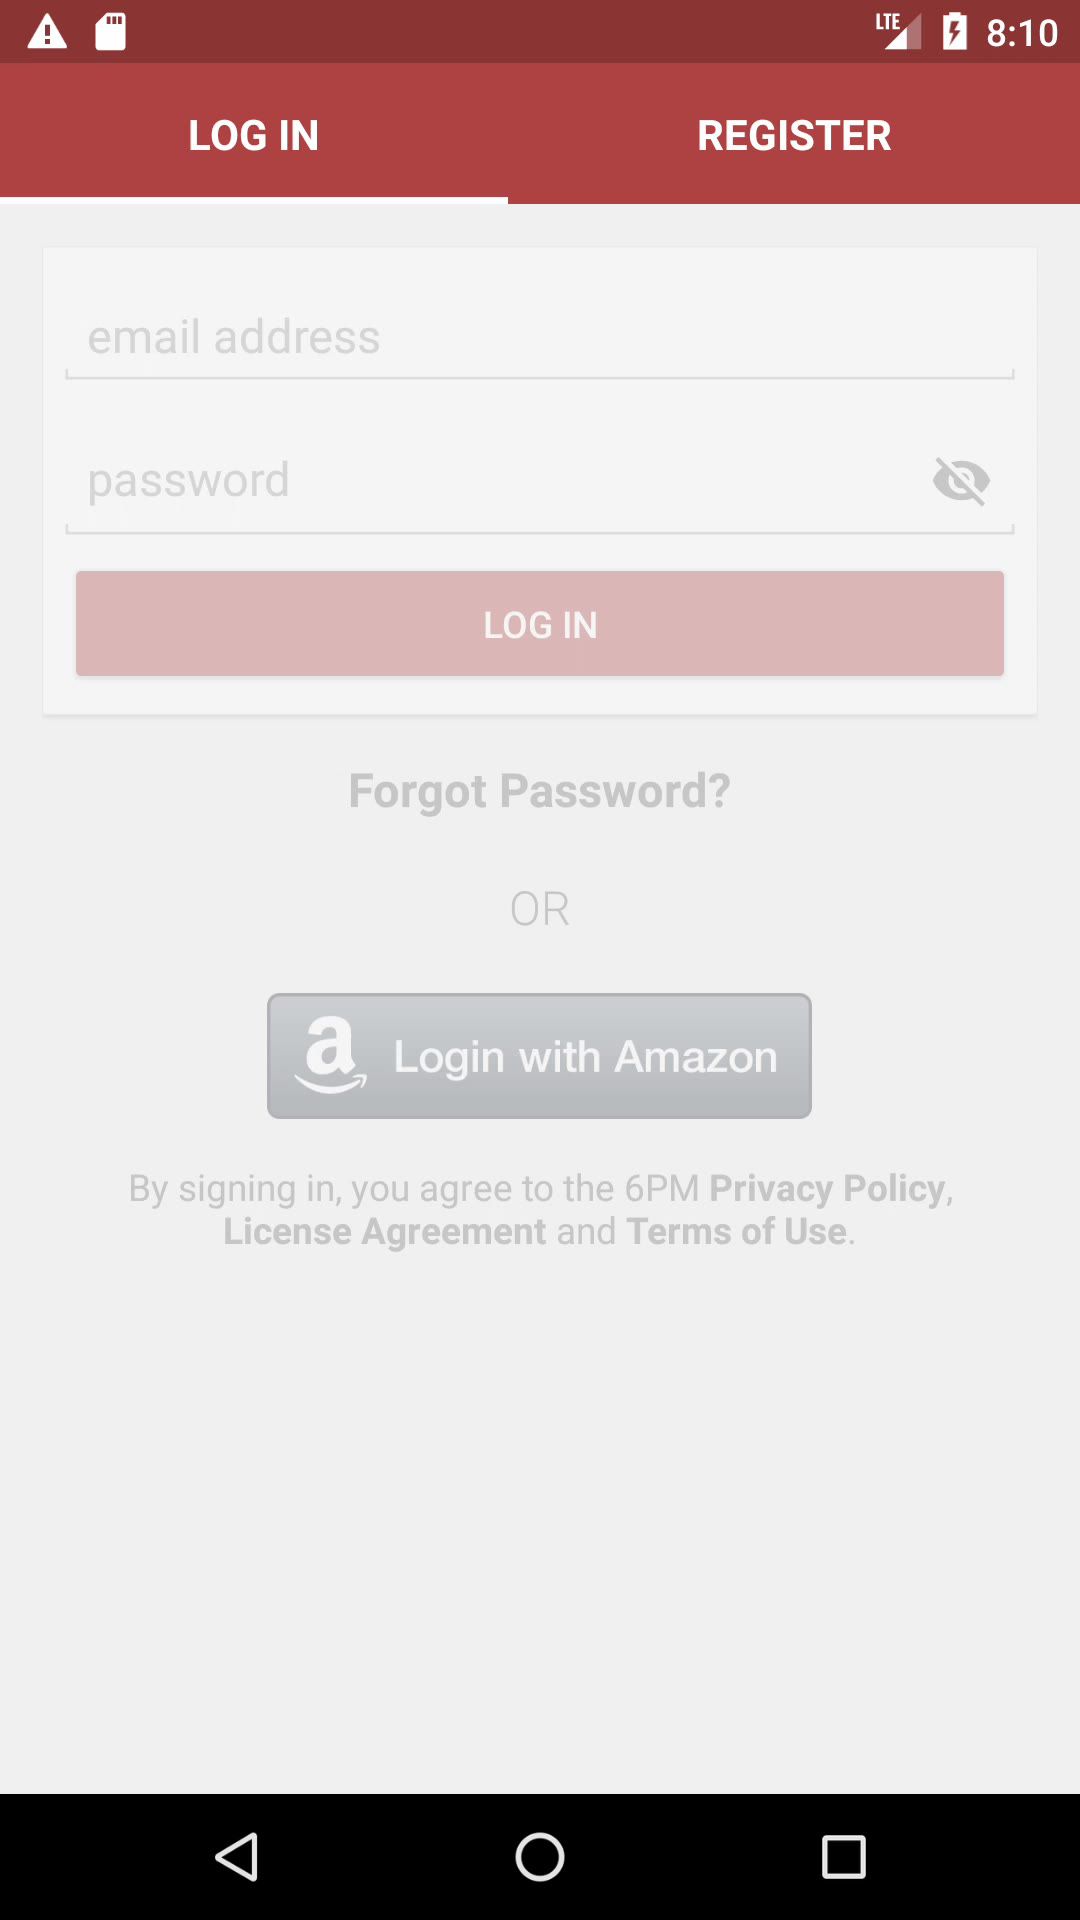 LTE 8:10
LOG IN REGISTER
email address
password
LOG IN
Forgot Password?
OR
a Login with Amazon
By signing in, you agree to the 6PM Privacy Policy,
License Agreement and Terms of Use.